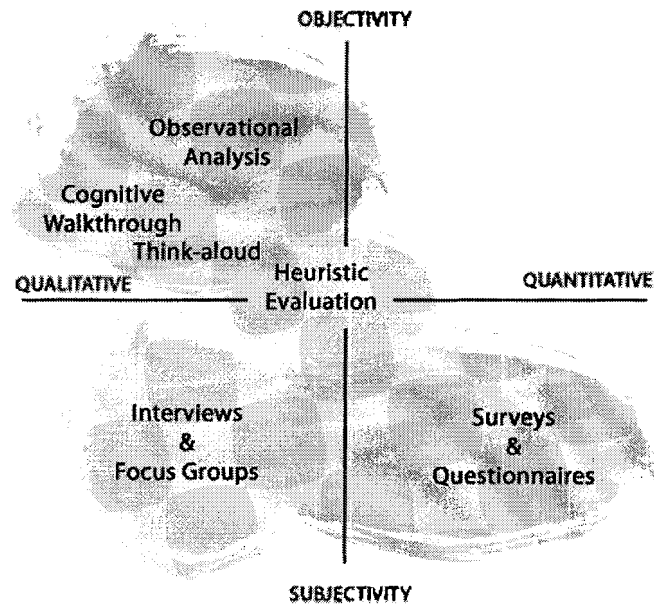 OBJECTIVITY
Observational
Analysis
Cognitive
Walkthrough
Think-aloud
Heuristic
Evaluation
QUALITATIVE
QUANTITATIVE
Interviews
&
Focus Groups
Surveys
&
Questionnaires
SUBJECTIVITY